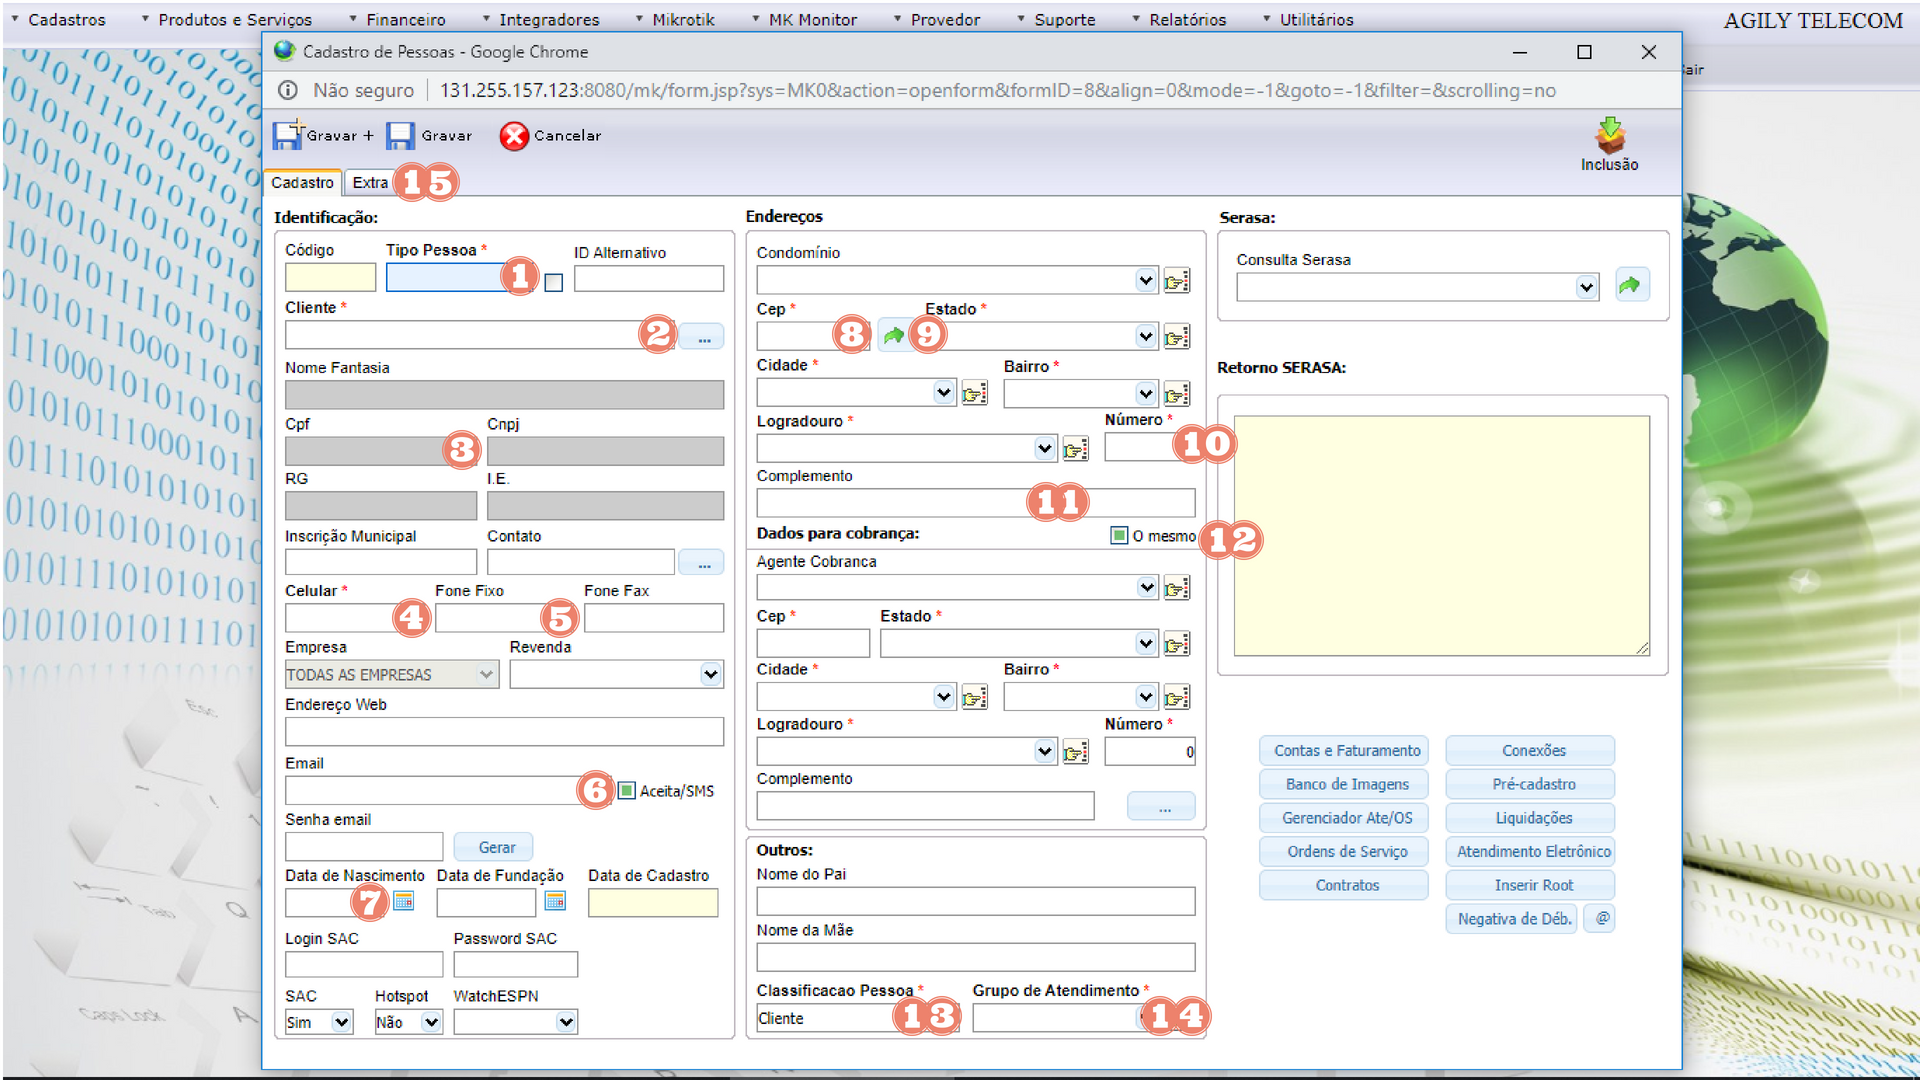 Cadastros Produtos e Serviços Financeiro Integradores Mikrotik MK Monitor Provedor Suporte Relatórios Utilitários AGILY TELECOM
Cadastro de Pessoas - Google Chrome
air
Não seguro 131.255.157.123:8080/mk/form.jsp?sys=MK0&action=openform&formID=8&align=0&mode=-1&goto=-1&filter=&scrolling=no
Gravar + Gravar Cancelar
Inclusão
Cadastro Extra 15
Identificação:
Código Tipo Pessoa * ID Alternativo
1
Cliente *
2 ...
Nome Fantasia
Cpf Cnpj
3
RG I.E.
Inscrição Municipal Contato
...
Celular * Fone Fixo Fone Fax
4 5
Empresa Revenda
TODAS AS EMPRESAS
Endereço Web
Email
6 Aceita/SMS
Senha email
Gerar
Data de Nascimento Data de Fundação Data de Cadastro
7
Login SAC Password SAC
SAC Hotspot WatchESPN
Sim Não
Endereços
Condomínio
Cep * Estado *
8 9
Cidade * Bairro *
Logradouro * Número *
10
Complemento
11
Dados para cobrança: O mesmo 12
Agente Cobranca
Cep * Estado *
Cidade * Bairro *
Logradouro * Número *
0
Complemento
...
Outros:
Nome do Pai
Nome da Mãe
Classificacao Pessoa * Grupo de Atendimento *
Cliente 13 14
Serasa:
Consulta Serasa
Retorno SERASA:
Contas e Faturamento Conexões
Banco de Imagens Pré-cadastro
Gerenciador Ate/OS Liquidações
Ordens de Serviço Atendimento Eletrônico
Contratos Inserir Root
Negativa de Déb. @
Esc
Tab Q
Caps Lock A